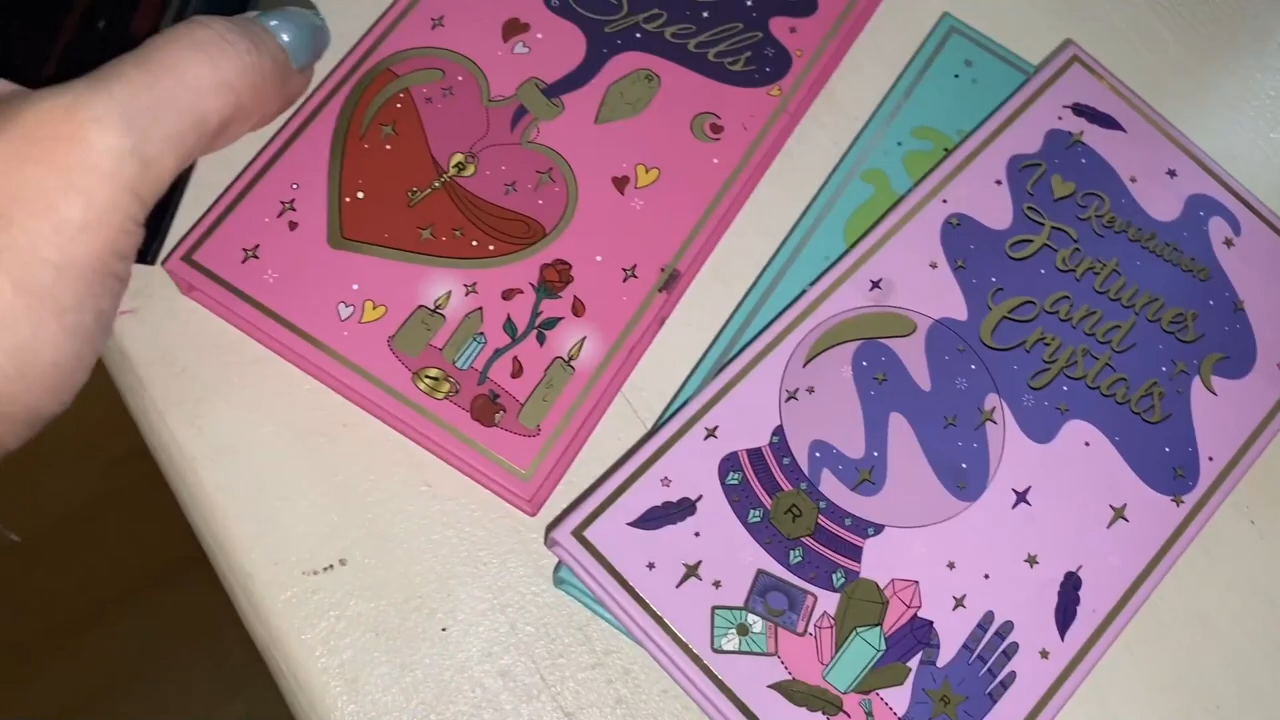 Spells
R
R
I ♥ Revolution
Fortunes
and
Crystals
R
R